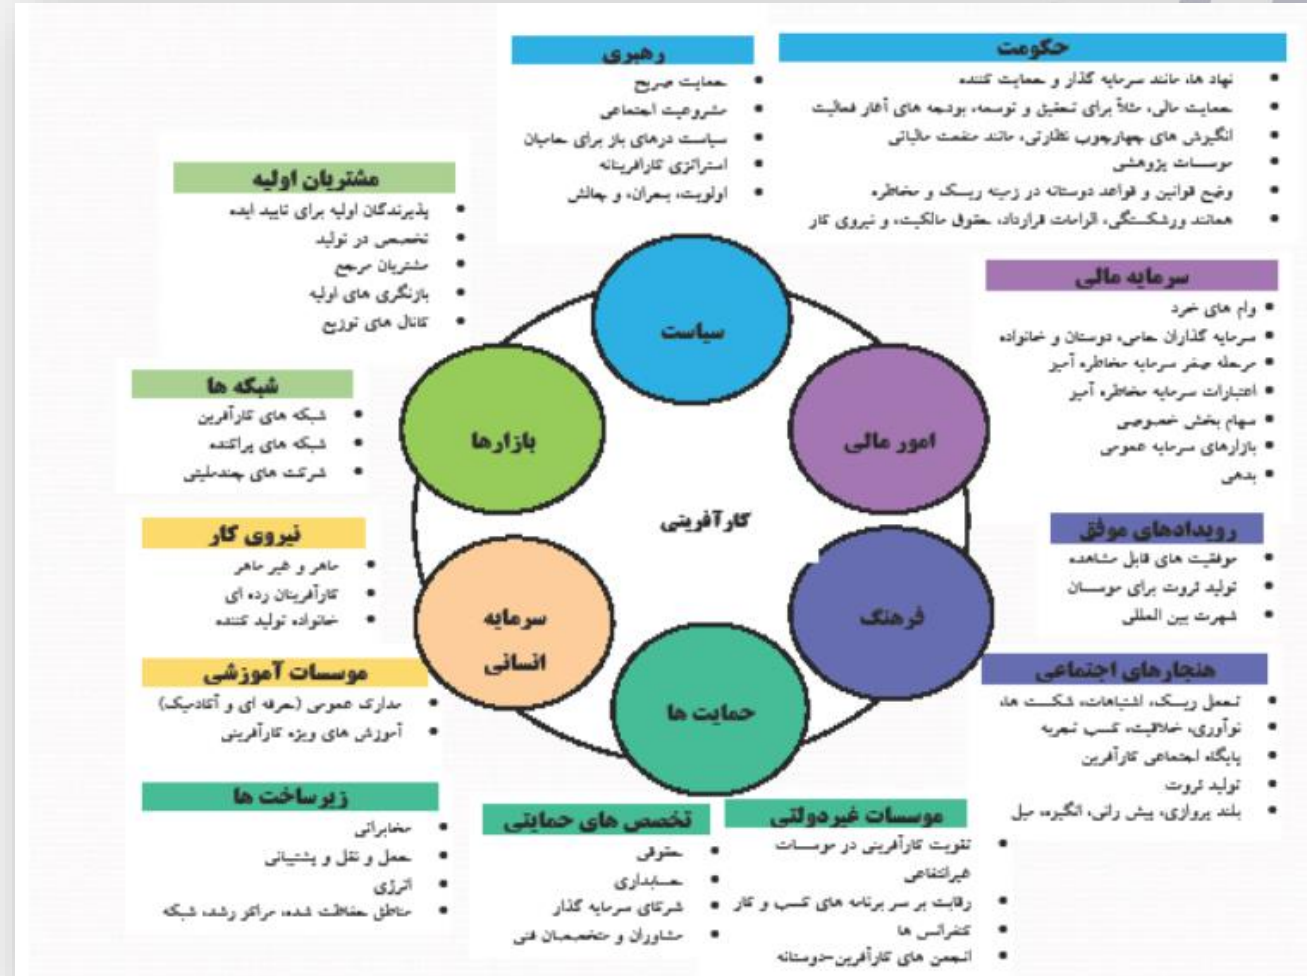 رهبری
حمایت صریح
مشروعیت اجتماعی
سیاست درهای باز برای حامیان
استراتژی کارآفرینانه
اولویت، بحران، و چالش
حکومت
نهاد ها، مانند سرمایه گذار و حمایت کننده
حمایت مالی، مثلاً برای تحقیق و توسعه، بودجه های آغاز فعالیت
انگیزش های چهارچوب نظارتی، مانند منفعت مالیاتی
موسسات پژوهشی
وضع قوانین و قواعد دوستانه در زمینه ریسک و مخاطره
همانند ورشکستگی، الزامات قرارداد، حقوق مالکیت، و نیروی کار
مشتریان اولیه
پذیرندگان اولیه برای تایید ایده
تخصص در تولید
مشتریان مرجع
بازنگری های اولیه
کانال های توزیع
شبکه ها
شبکه های کارآفرین
شبکه های پراکنده
شرکت های چندملیتی
سرمایه مالی
وام های خرد
سرمایه گذاران حامی، دوستان و خانواده
مرحله صفر سرمایه مخاطره آمیز
اعتبارات سرمایه مخاطره آمیز
سهام بخش خصوصی
بازارهای سرمایه عمومی
بدهی
سیاست
بازارها
امور مالی
کارآفرینی
سرمایه
انسانی
فرهنگ
حمایت ها
نیروی کار
ماهر و غیر ماهر
کارآفرینان رده ای
خانواده تولید کننده
موسسات آموزشی
مدارک عمومی (حرفه ای و آکادمیک)
آموزش های ویژه کارآفرینی
رویدادهای موفق
موفقیت های قابل مشاهده
تولید ثروت برای موسسان
شهرت بین المللی
هنجارهای اجتماعی
تحمل ریسک، اشتباهات، شکست ها،
نوآوری، خلاقیت، کسب تجربه
پایگاه اجتماعی کارآفرین
تولید ثروت
بلند پروازی، پیش رانی، انگیزه، میل
زیرساخت ها
مخابراتی
حمل و نقل و پشتیبانی
انرژی
مناطق حفاظت شده، مراکز رشد، شبکه
تخصص های حمایتی
حقوقی
حسابداری
شرکای سرمایه گذار
مشاوران و متخصصان فنی
موسسات غیردولتی
تقویت کارآفرینی در موسسات
غیرانتفاعی
رقابت بر سر برنامه های کسب و کار
کنفرانس ها
انجمن های کارآفرین-دوستانه